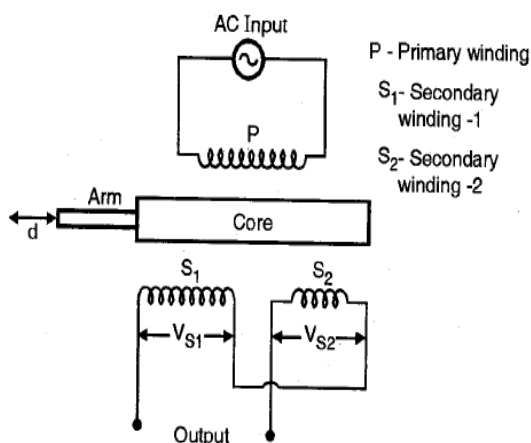 AC Input
P - Primary winding
S1- Secondary
winding -1
S2- Secondary
winding -2
P
Arm
Core
d
S1
S2
VS1
VS2
Output